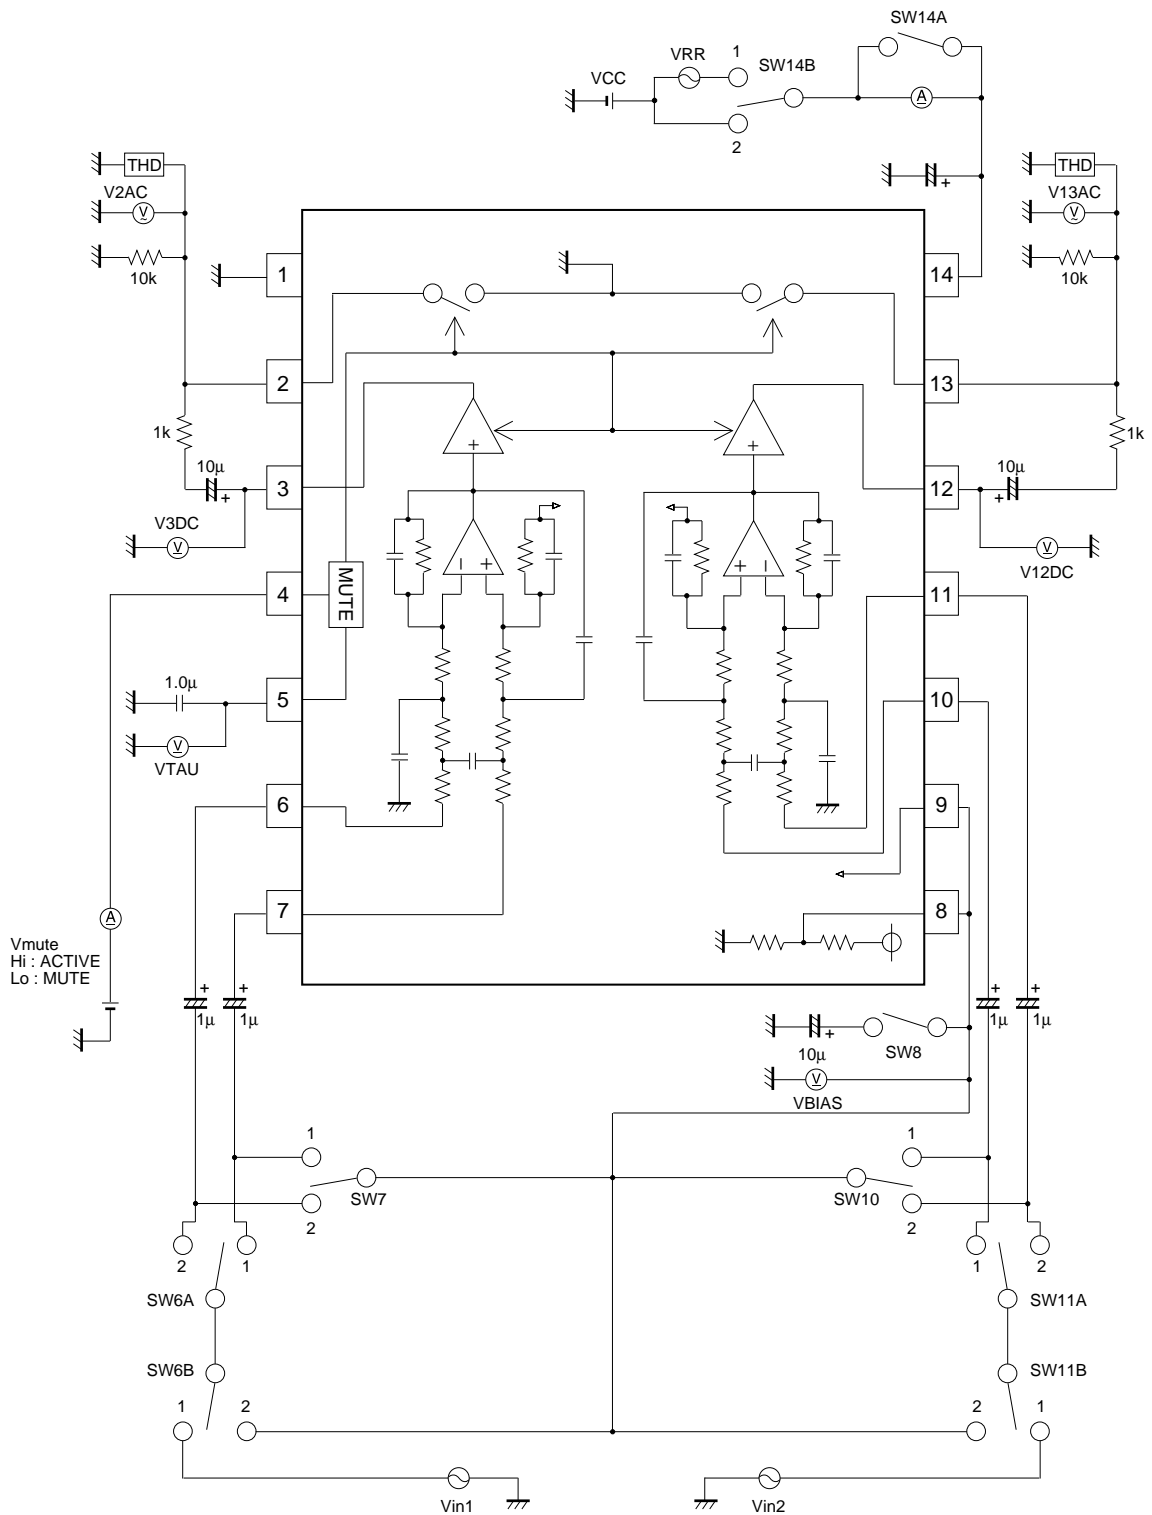 SW14A
VRR
1
SW14B
VCC
A
2
THD
V2AC
V
10k
THD
V13AC
V
10k
1
14
2
13
1k
1k
10µ
+
3
12
10µ
+
+
+
+
V3DC
V
V
V12DC
− +
+ −
4
MUTE
11
1.0µ
5
10
V
VTAU
6
9
7
8
A
Vmute
Hi : ACTIVE
Lo : MUTE
+
1µ
+
1µ
+
1µ
+
1µ
+
10µ
SW8
V
VBIAS
1
1
SW7
SW10
2
2
2
1
1
2
SW6A
SW11A
SW6B
SW11B
1
2
2
1
Vin1
Vin2